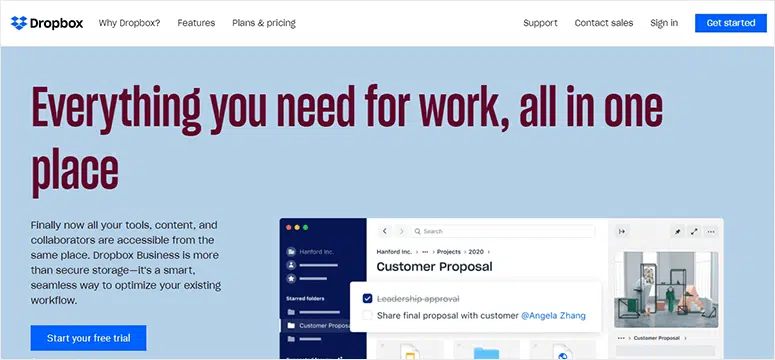 Dropbox Why Dropbox? Features Plans & pricing Support Contact sales Sign in Get started
Everything you need for work, all in one
place
Finally now all your tools, content, and
collaborators are accessible from the
same place. Dropbox Business is more
than secure storage—it's a smart,
seamless way to optimize your existing
workflow.
Start your free trial
Hanford Inc.
Starred folders
Customer Proposal
Search
Hanford Inc. › ••• › Projects › 2020 ›
Customer Proposal
Leadership approval
Share final proposal with customer @Angela Zhang
••• › Customer Proposal ›